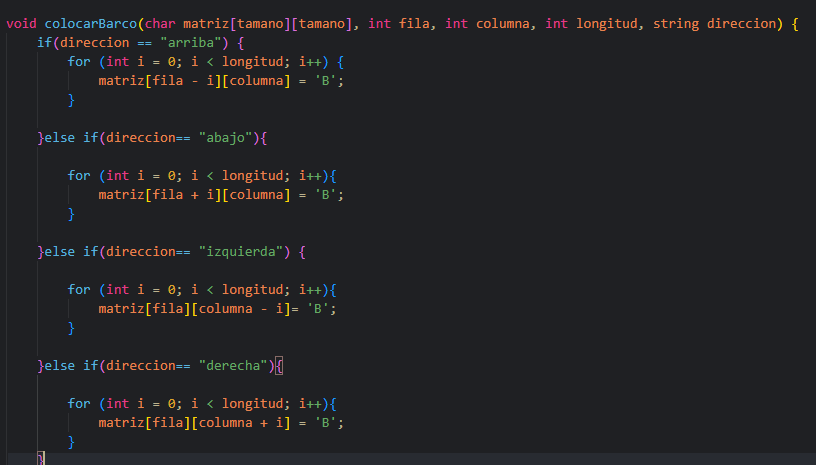 void colocarBarco(char matriz[tamano][tamano], int fila, int columna, int longitud, string direccion) {
    if(direccion == "arriba") {
        for (int i = 0; i < longitud; i++) {
            matriz[fila - i][columna] = 'B';
        }

    }else if(direccion== "abajo"){

        for (int i = 0; i < longitud; i++){
            matriz[fila + i][columna] = 'B';
        }

    }else if(direccion== "izquierda") {

        for (int i = 0; i < longitud; i++){
            matriz[fila][columna - i]= 'B';
        }

    }else if(direccion== "derecha"){

        for (int i = 0; i < longitud; i++){
            matriz[fila][columna + i] = 'B';
        }
    }